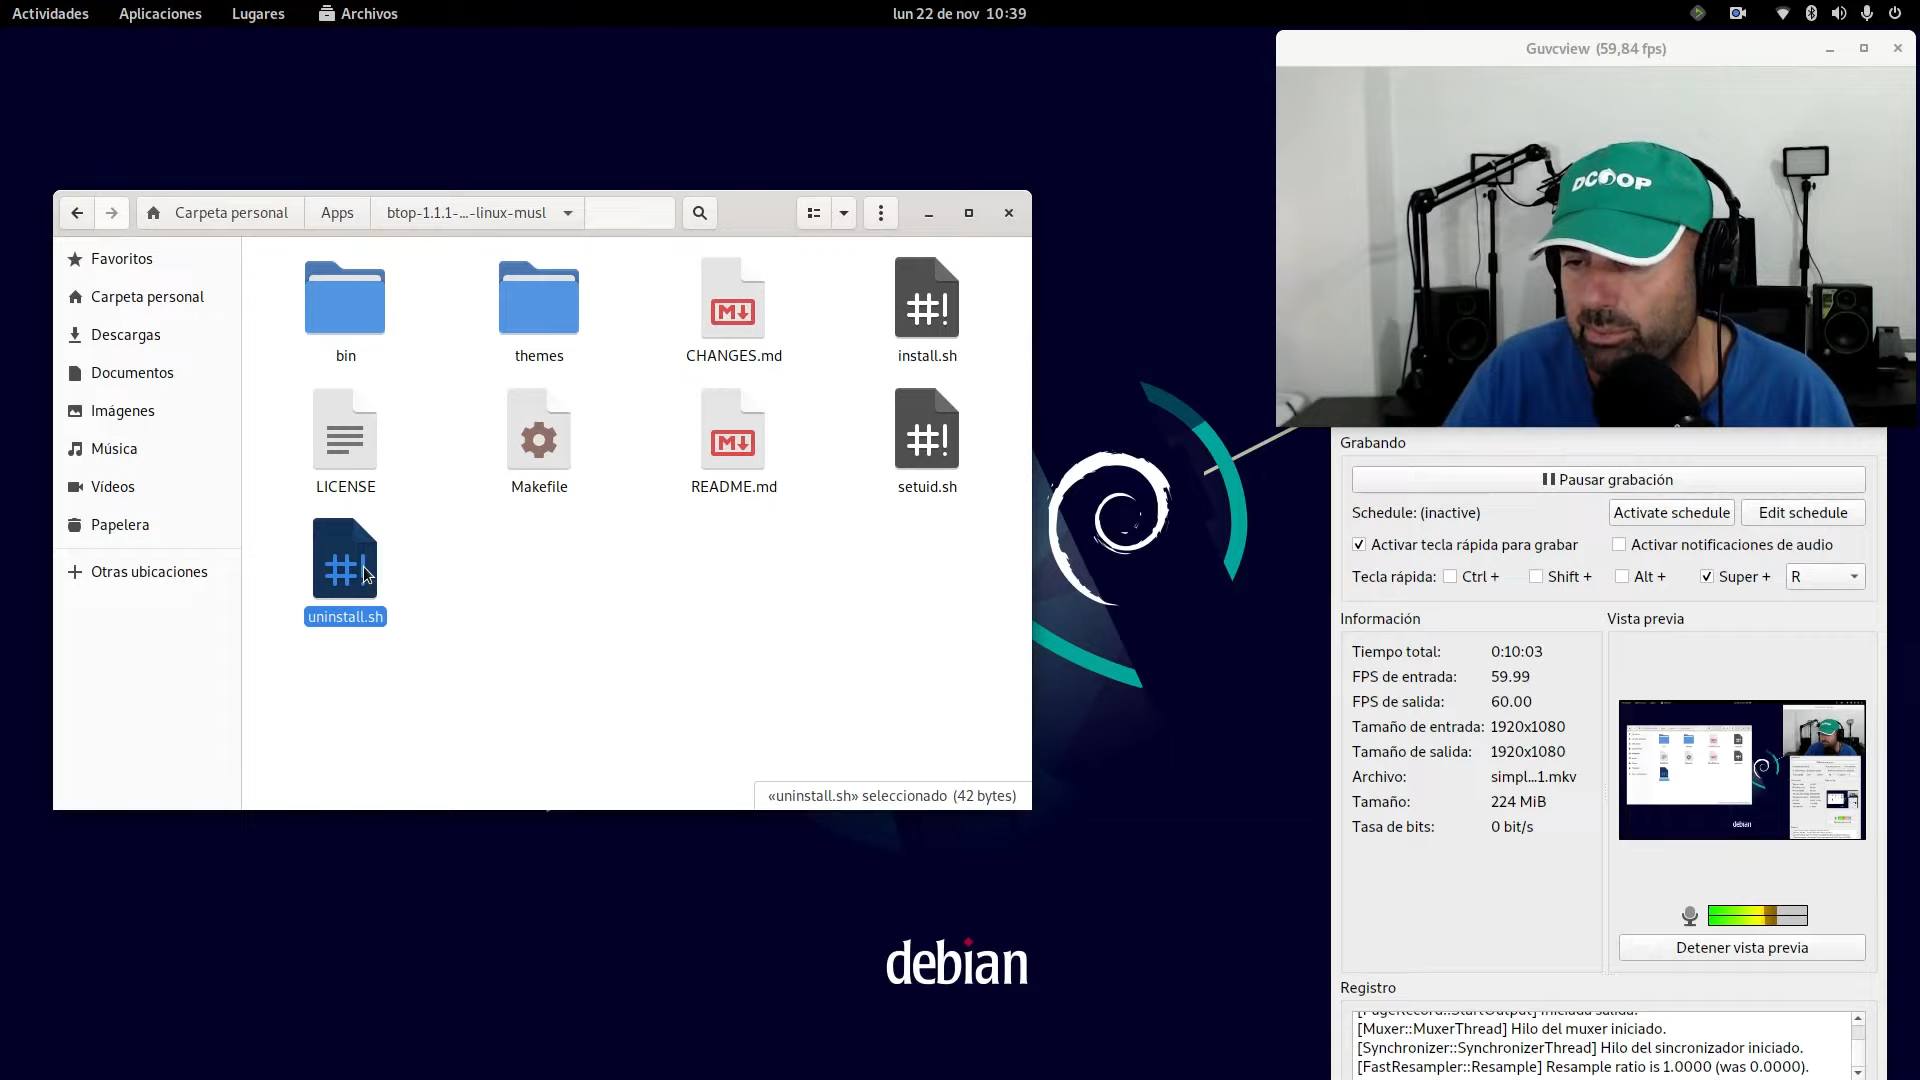 Actividades Aplicaciones Lugares Archivos lun 22 de nov 10:39
Guvcview (59,84 fps)
DCOOP
Carpeta personal Apps btop-1.1.1-...-linux-musl
Favoritos
Carpeta personal
Descargas
Documentos
Imágenes
Música
Vídeos
Papelera
Otras ubicaciones
bin themes CHANGES.md install.sh
LICENSE Makefile README.md setuid.sh
uninstall.sh
«uninstall.sh» seleccionado (42 bytes)
debian
Grabando
Pausar grabación
Schedule: (inactive) Activate schedule Edit schedule
Activar tecla rápida para grabar Activar notificaciones de audio
Tecla rápida: Ctrl + Shift + Alt + Super + R
Información Vista previa
Tiempo total: 0:10:03
FPS de entrada: 59.99
FPS de salida: 60.00
Tamaño de entrada: 1920x1080
Tamaño de salida: 1920x1080
Archivo: simpl...1.mkv
Tamaño: 224 MiB
Tasa de bits: 0 bit/s
debian
Detener vista previa
Registro
[PageRecord::StartOutput] Iniciada salida.
[Muxer::MuxerThread] Hilo del muxer iniciado.
[Synchronizer::SynchronizerThread] Hilo del sincronizador iniciado.
[FastResampler::Resample] Resample ratio is 1.0000 (was 0.0000).